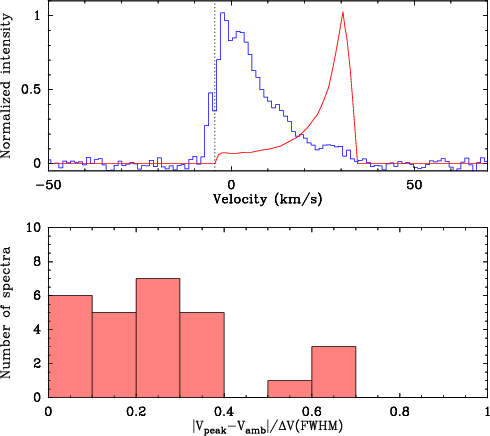 1
0.5
0
Normalized intensity
−50 0 50
Velocity (km/s)
10
8
6
4
2
0
Number of spectra
0 0.2 0.4 0.6 0.8 1
|Vpeak−Vamb|/ΔV(FWHM)